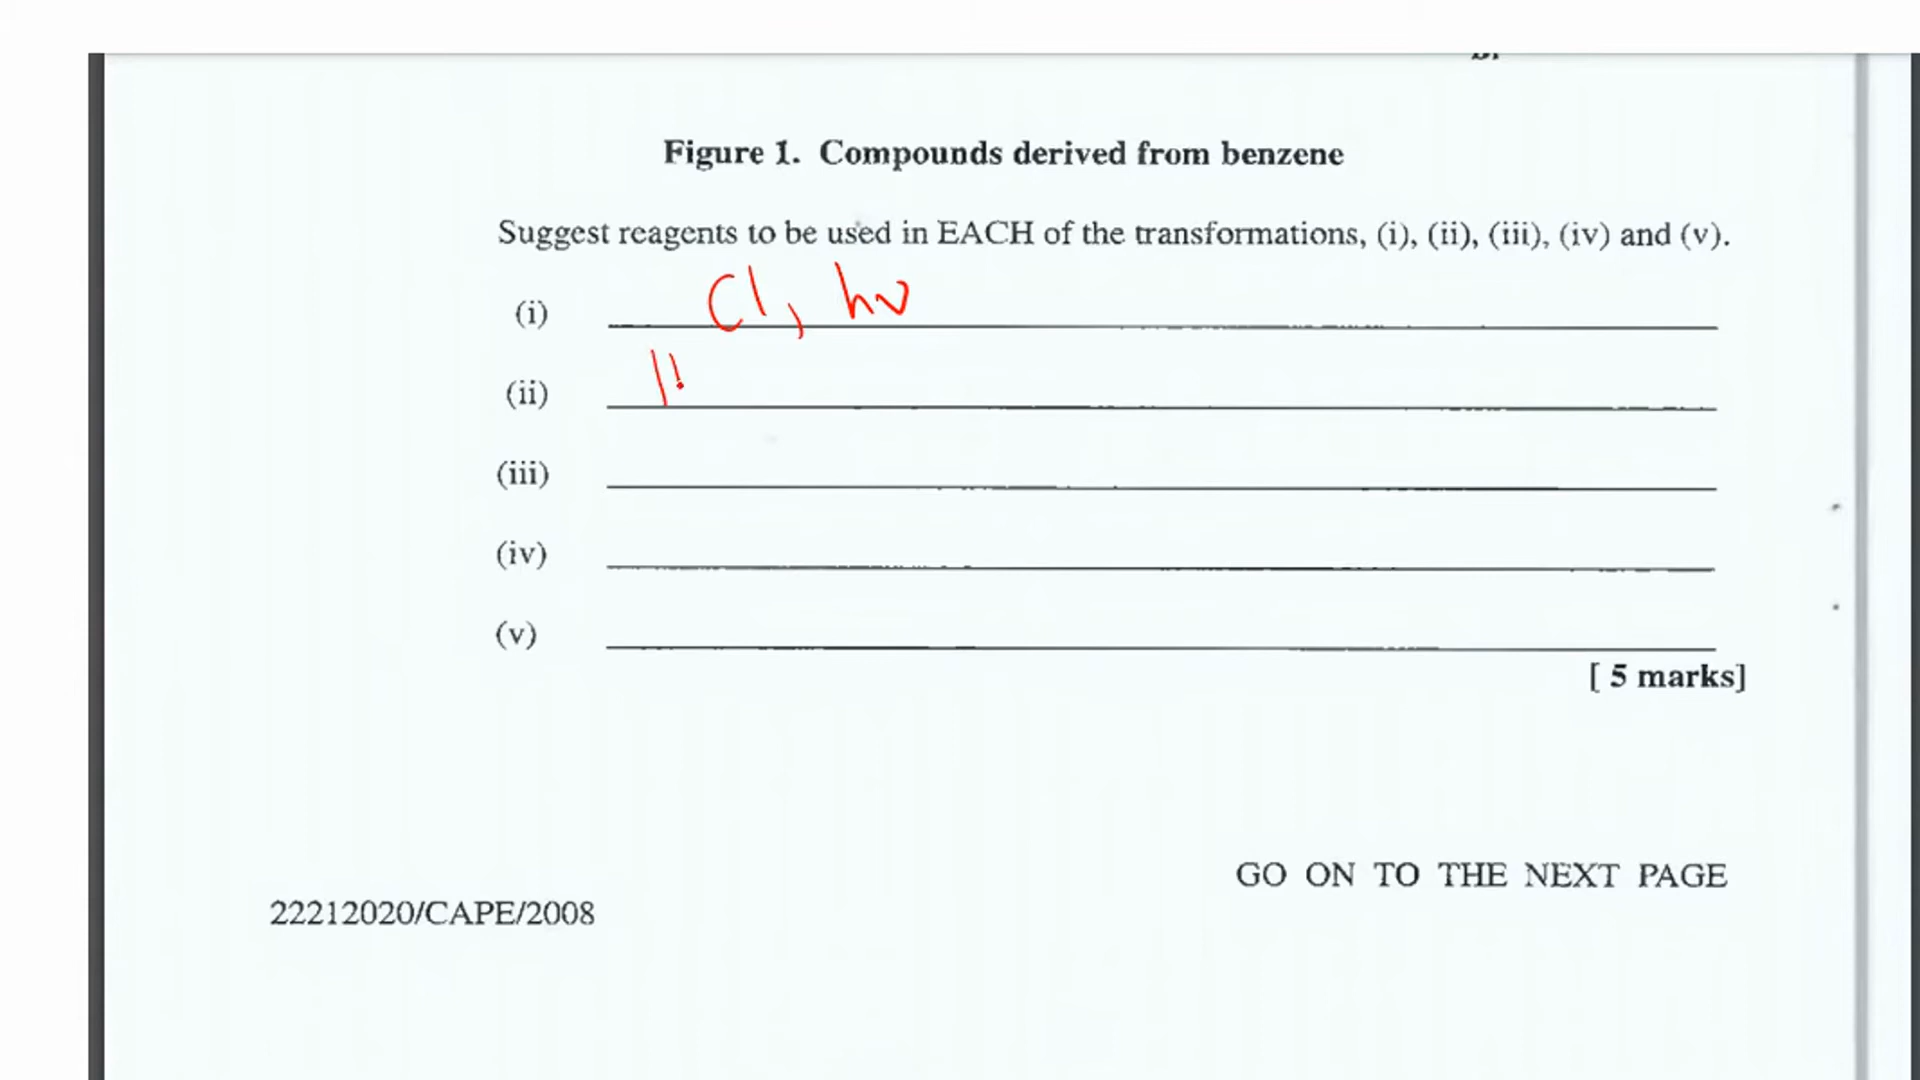 Figure 1. Compounds derived from benzene
Suggest reagents to be used in EACH of the transformations, (i), (ii), (iii), (iv) and (v).
(i) Cl, hν
(ii)
(iii)
(iv)
(v)
[ 5 marks]
GO ON TO THE NEXT PAGE
22212020/CAPE/2008